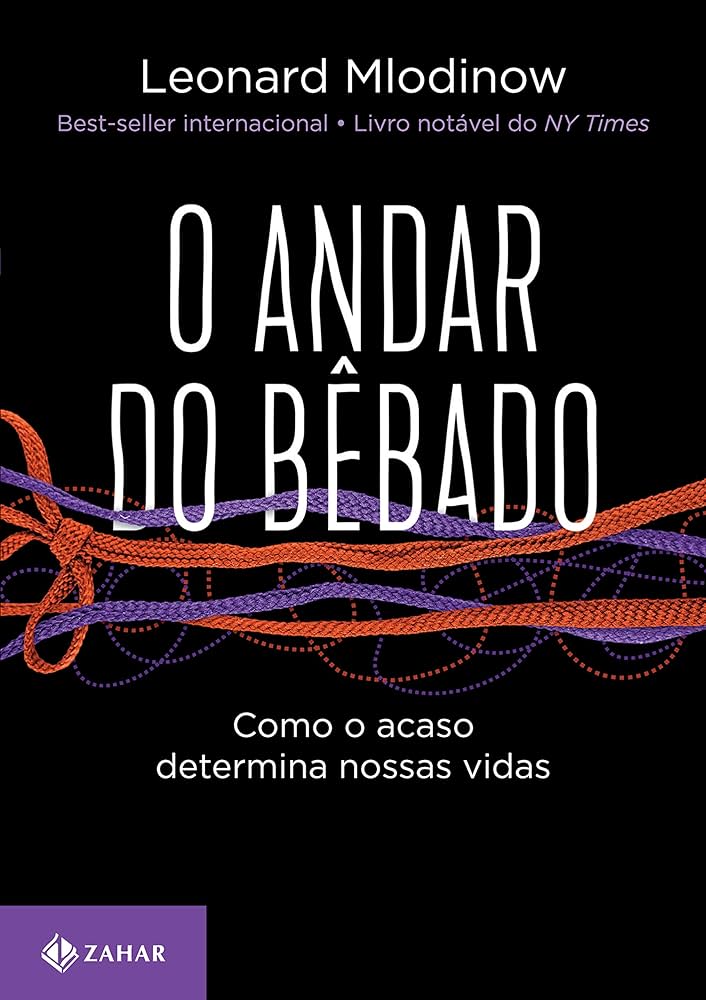 Leonard Mlodinow
Best-seller internacional • Livro notável do NY Times
O ANDAR
DO BÊBADO
Como o acaso
determina nossas vidas
ZAHAR